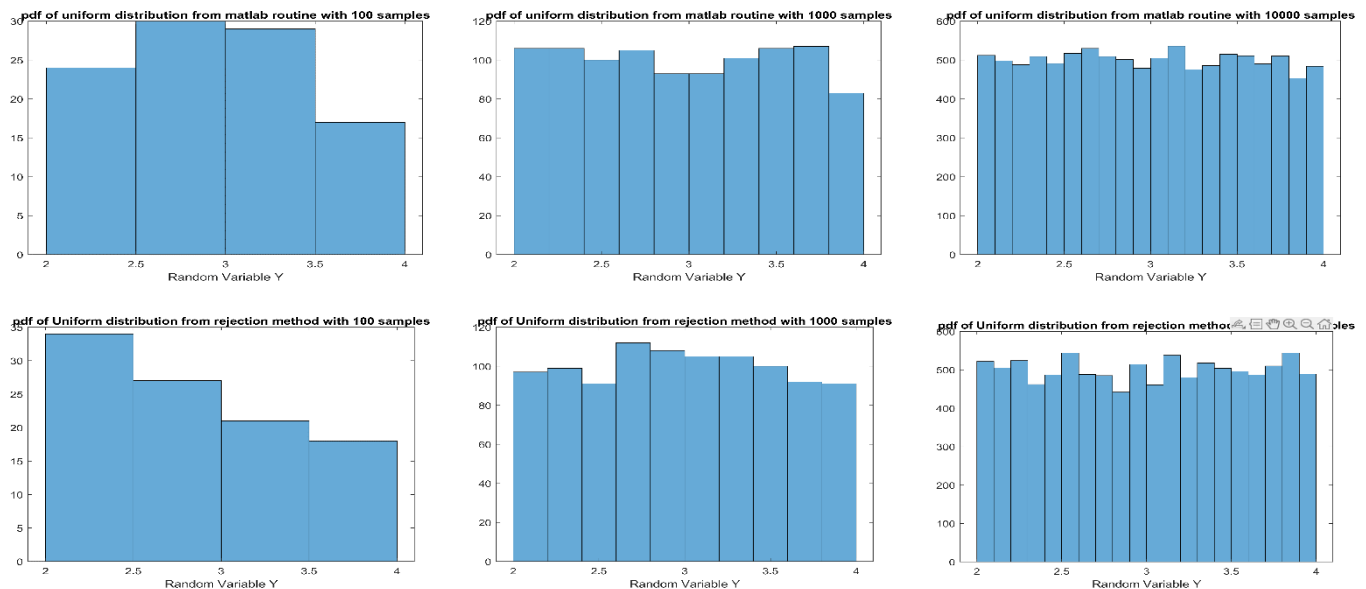 pdf of uniform distribution from matlab routine with 100 samples
30
25
20
15
10
5
0
2 2.5 3 3.5 4
Random Variable Y
pdf of uniform distribution from matlab routine with 1000 samples
120
100
80
60
40
20
0
2 2.5 3 3.5 4
Random Variable Y
pdf of uniform distribution from matlab routine with 10000 samples
600
500
400
300
200
100
0
2 2.5 3 3.5 4
Random Variable Y
pdf of Uniform distribution from rejection method with 100 samples
35
30
25
20
15
10
5
0
2 2.5 3 3.5 4
Random Variable Y
pdf of Uniform distribution from rejection method with 1000 samples
120
100
80
60
40
20
0
2 2.5 3 3.5 4
Random Variable Y
pdf of Uniform distribution from rejection
600
500
400
300
200
100
0
2 2.5 3 3.5 4
Random Variable Y